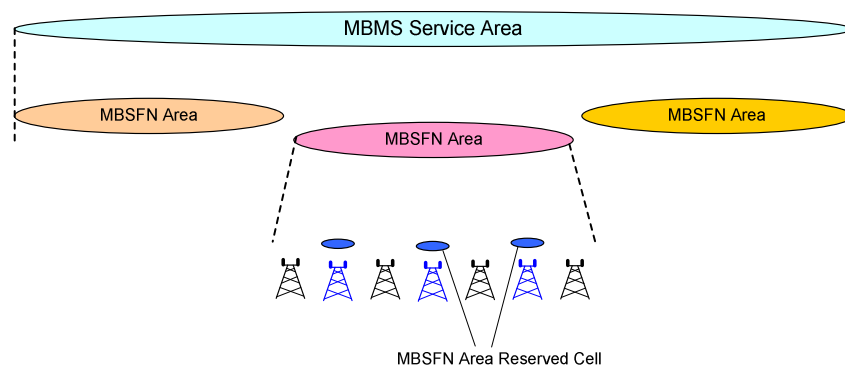 MBMS Service Area
MBSFN Area
MBSFN Area
MBSFN Area
MBSFN Area Reserved Cell